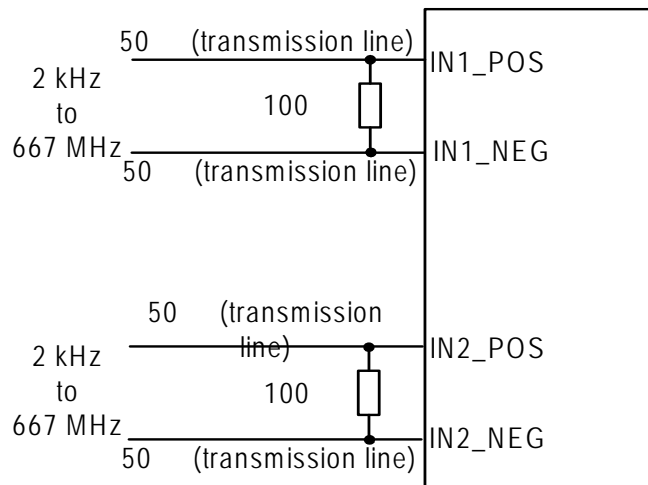 50 (transmission line)
IN1_POS
2 kHz
to
667 MHz
100
IN1_NEG
50 (transmission line)
50 (transmission
line)
IN2_POS
2 kHz
to
667 MHz
100
IN2_NEG
50 (transmission line)